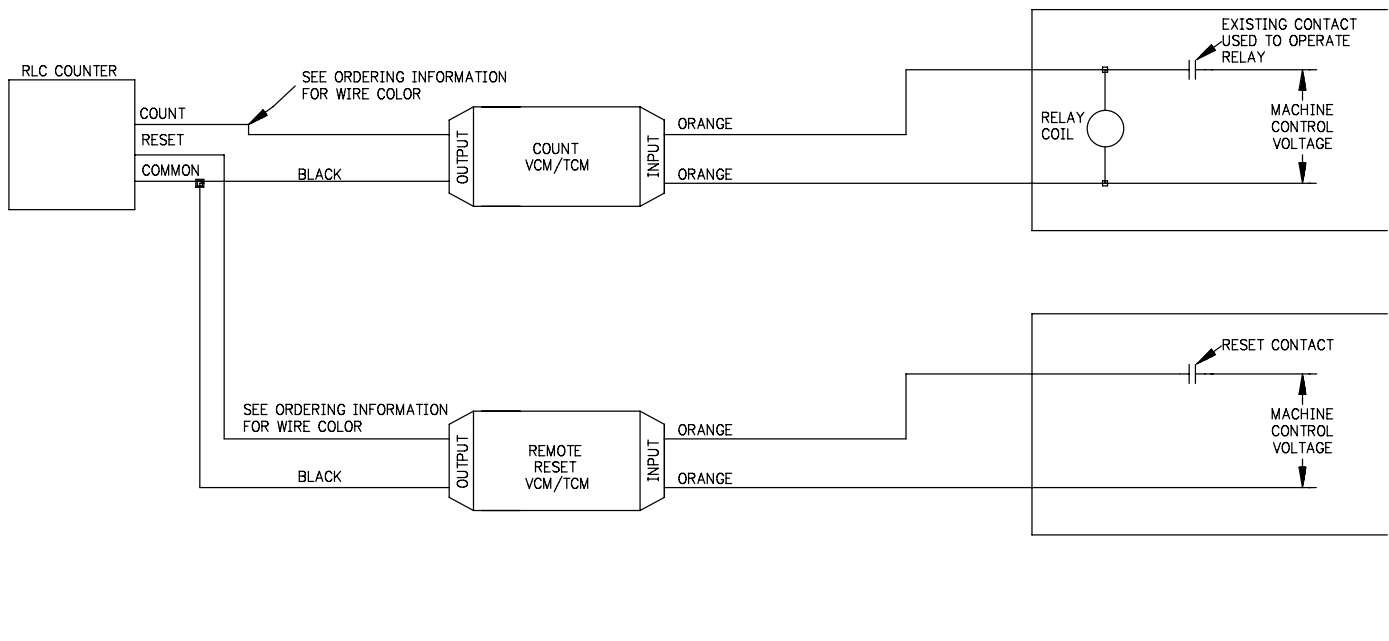 RLC COUNTER
COUNT
RESET
COMMON
SEE ORDERING INFORMATION
FOR WIRE COLOR
BLACK
OUTPUT
COUNT
VCM/TCM
INPUT
ORANGE
ORANGE
EXISTING CONTACT
USED TO OPERATE
RELAY
RELAY
COIL
MACHINE
CONTROL
VOLTAGE
SEE ORDERING INFORMATION
FOR WIRE COLOR
BLACK
OUTPUT
REMOTE
RESET
VCM/TCM
INPUT
ORANGE
ORANGE
RESET CONTACT
MACHINE
CONTROL
VOLTAGE